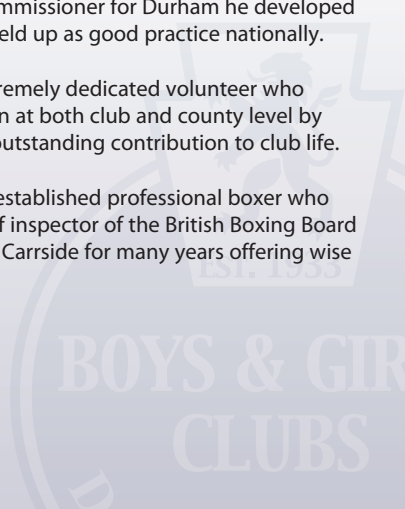 mmissioner for Durham he developed
eld up as good practice nationally.
remely dedicated volunteer who
n at both club and county level by
outstanding contribution to club life.
established professional boxer who
f inspector of the British Boxing Board
Carrside for many years offering wise
EST. 1933
BOYS & GIR
CLUBS
D